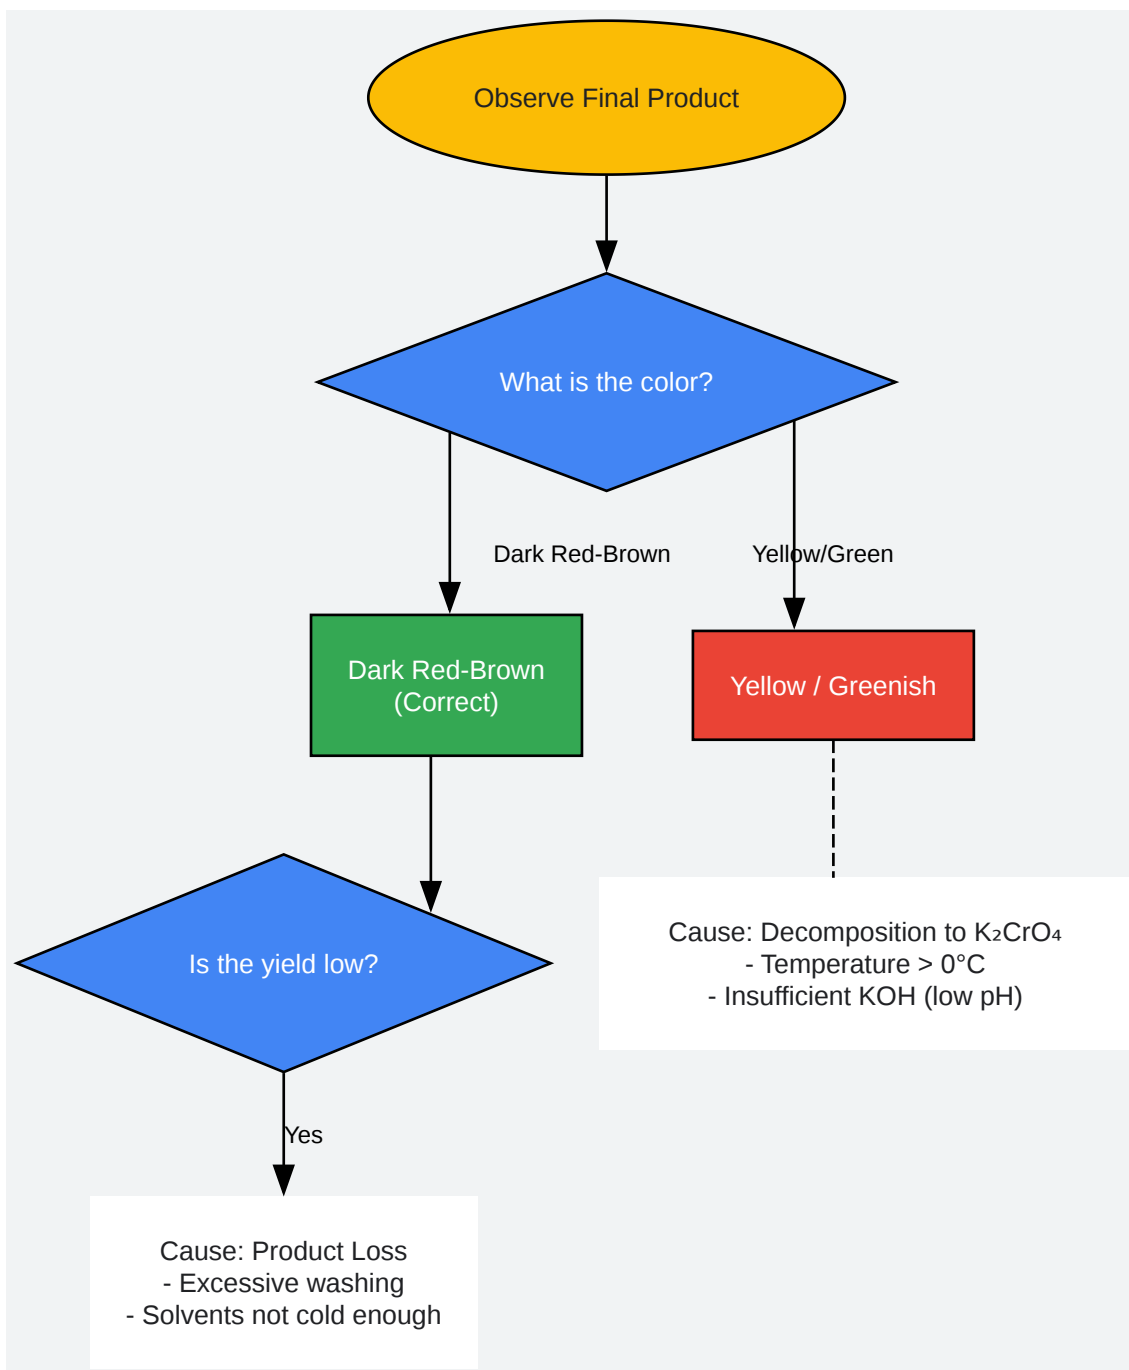 Observe Final Product
What is the color?
Dark Red-Brown
Yellow/Green
Dark Red-Brown
(Correct)
Yellow / Greenish
Is the yield low?
Cause: Decomposition to K₂CrO₄
- Temperature > 0°C
- Insufficient KOH (low pH)
Yes
Cause: Product Loss
- Excessive washing
- Solvents not cold enough